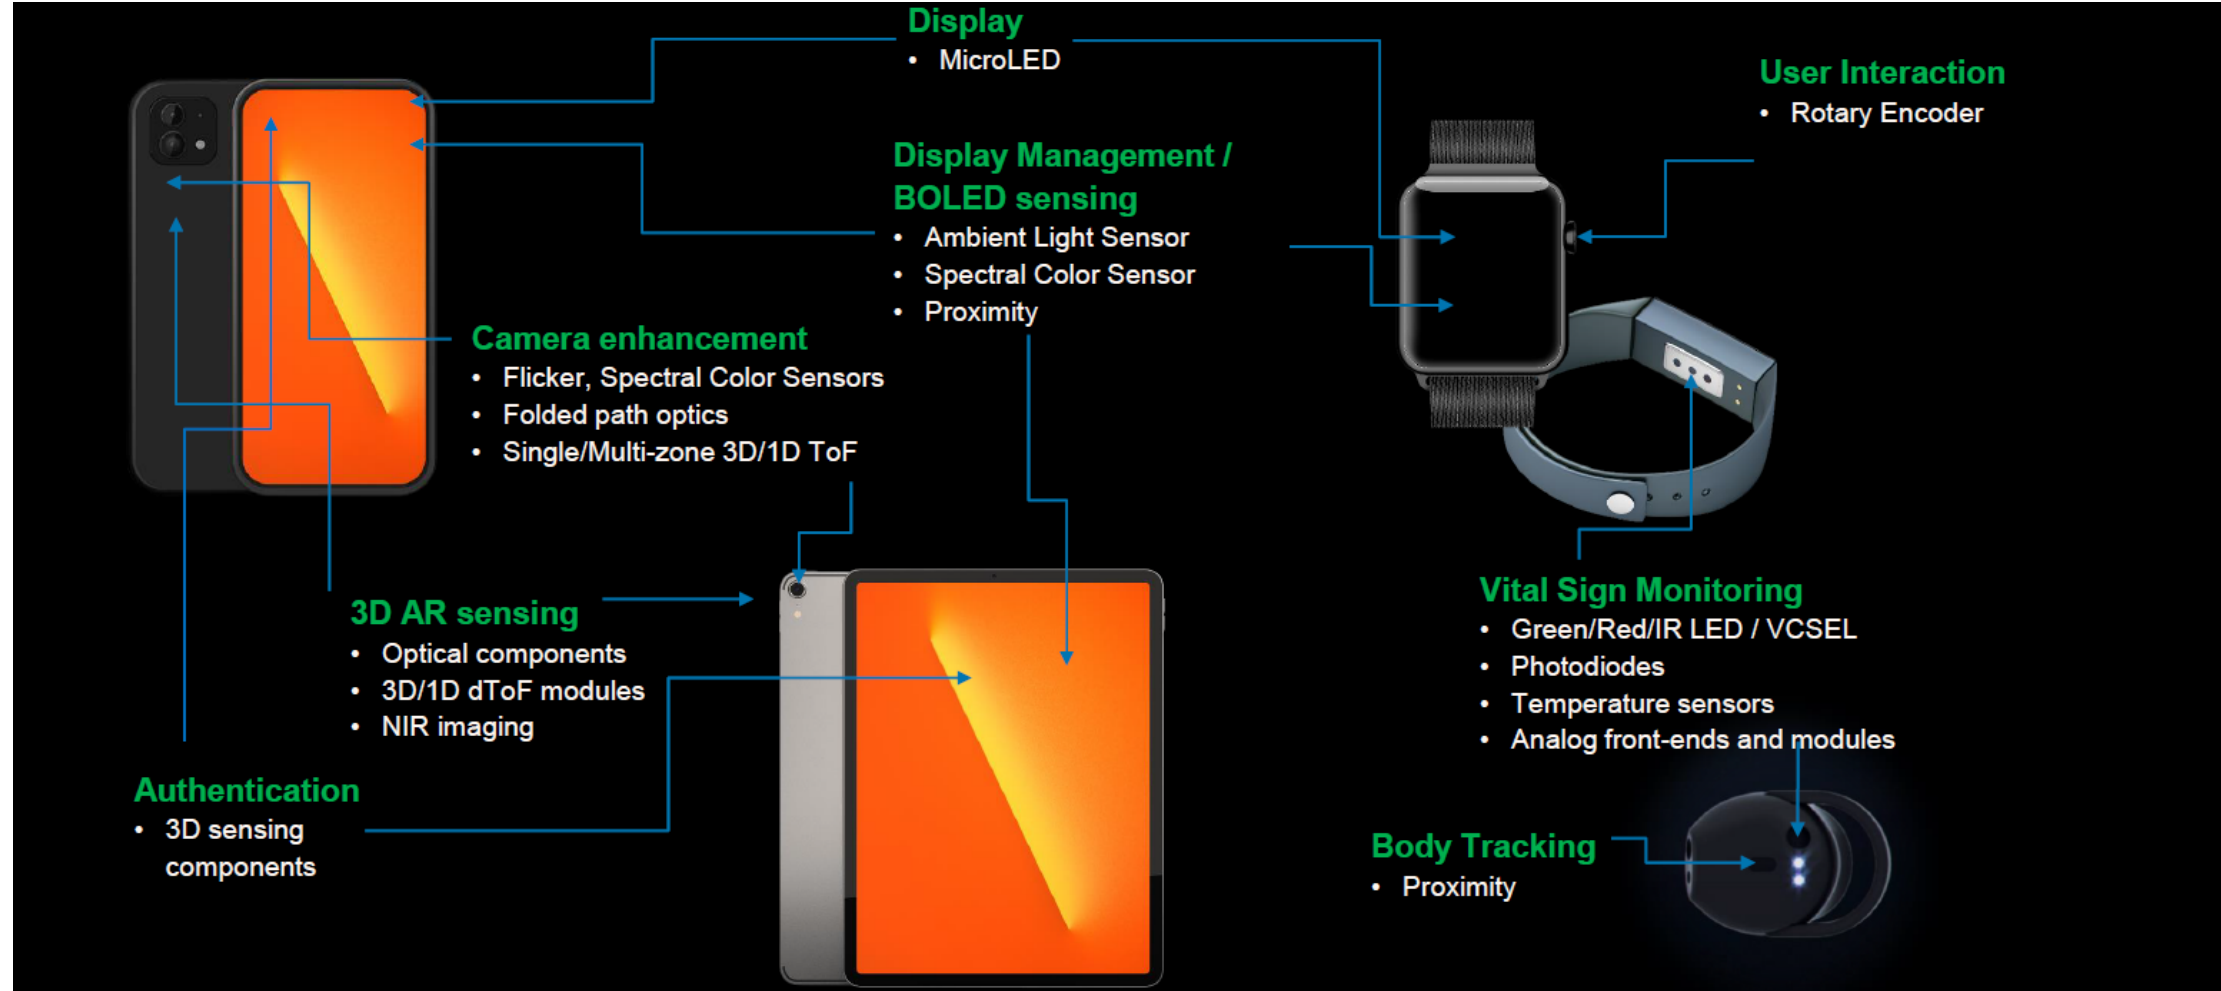 Display
• MicroLED
User Interaction
• Rotary Encoder
Display Management /
BOLED sensing
• Ambient Light Sensor
• Spectral Color Sensor
• Proximity
Camera enhancement
• Flicker, Spectral Color Sensors
• Folded path optics
• Single/Multi-zone 3D/1D ToF
3D AR sensing
• Optical components
• 3D/1D dToF modules
• NIR imaging
Vital Sign Monitoring
• Green/Red/IR LED / VCSEL
• Photodiodes
• Temperature sensors
• Analog front-ends and modules
Authentication
• 3D sensing
components
Body Tracking
• Proximity